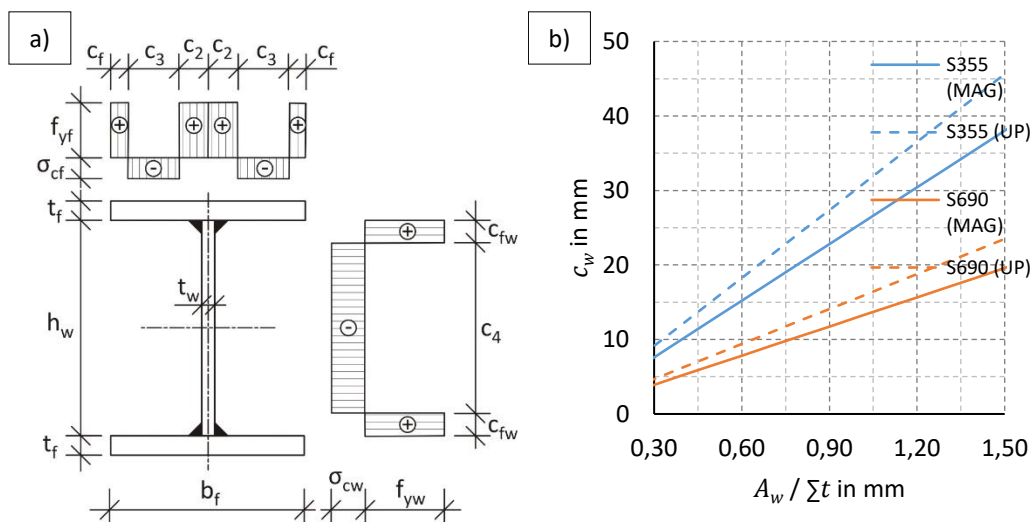 a)
c_f c_3 c_2 c_2 c_3 c_f
f_yf
+ + + +
σ_cf
- -
t_f
t_w
h_w
t_f
b_f
c_fw
+
-
c_4
+
c_fw
σ_cw f_yw
b)
c_w in mm
50
40
30
20
10
0
0,30 0,60 0,90 1,20 1,50
A_w / ∑t in mm
S355
(MAG)
S355 (UP)
S690
(MAG)
S690 (UP)